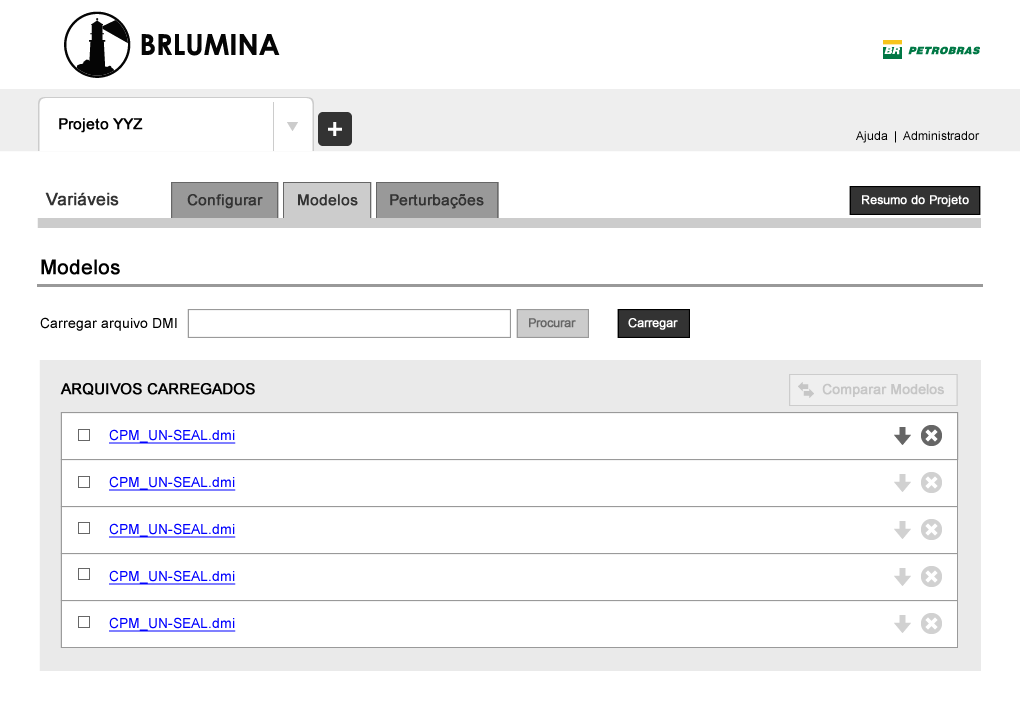 BRLUMINA
BR PETROBRAS
Projeto YYZ
+
Ajuda | Administrador
Variáveis Configurar Modelos Perturbações Resumo do Projeto
Modelos
Carregar arquivo DMI Procurar Carregar
ARQUIVOS CARREGADOS Comparar Modelos
CPM_UN-SEAL.dmi
CPM_UN-SEAL.dmi
CPM_UN-SEAL.dmi
CPM_UN-SEAL.dmi
CPM_UN-SEAL.dmi